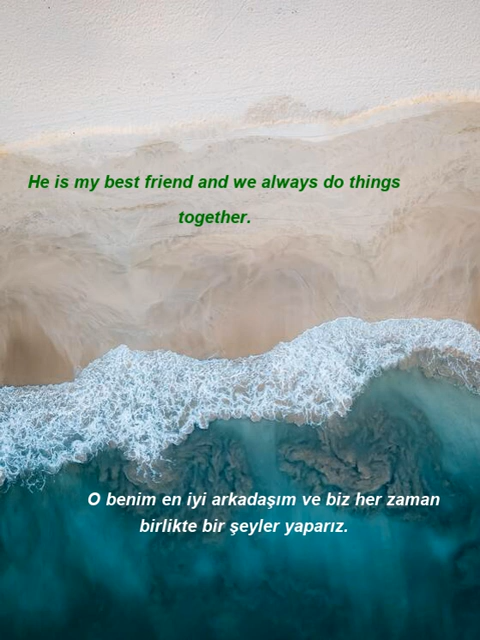 He is my best friend and we always do things
together.
O benim en iyi arkadaşım ve biz her zaman
birlikte bir şeyler yaparız.